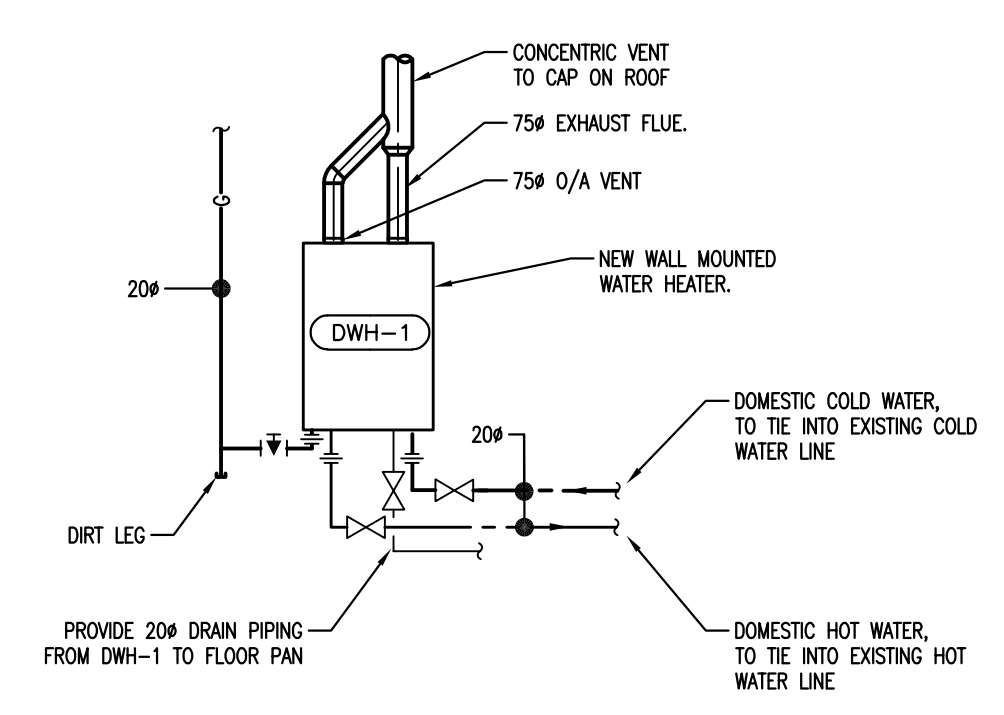 CONCENTRIC VENT
TO CAP ON ROOF
75ø EXHAUST FLUE.
75ø O/A VENT
G
NEW WALL MOUNTED
WATER HEATER.
20ø
DWH-1
DOMESTIC COLD WATER,
TO TIE INTO EXISTING COLD
WATER LINE
20ø
DIRT LEG
PROVIDE 20ø DRAIN PIPING
FROM DWH-1 TO FLOOR PAN
DOMESTIC HOT WATER,
TO TIE INTO EXISTING HOT
WATER LINE